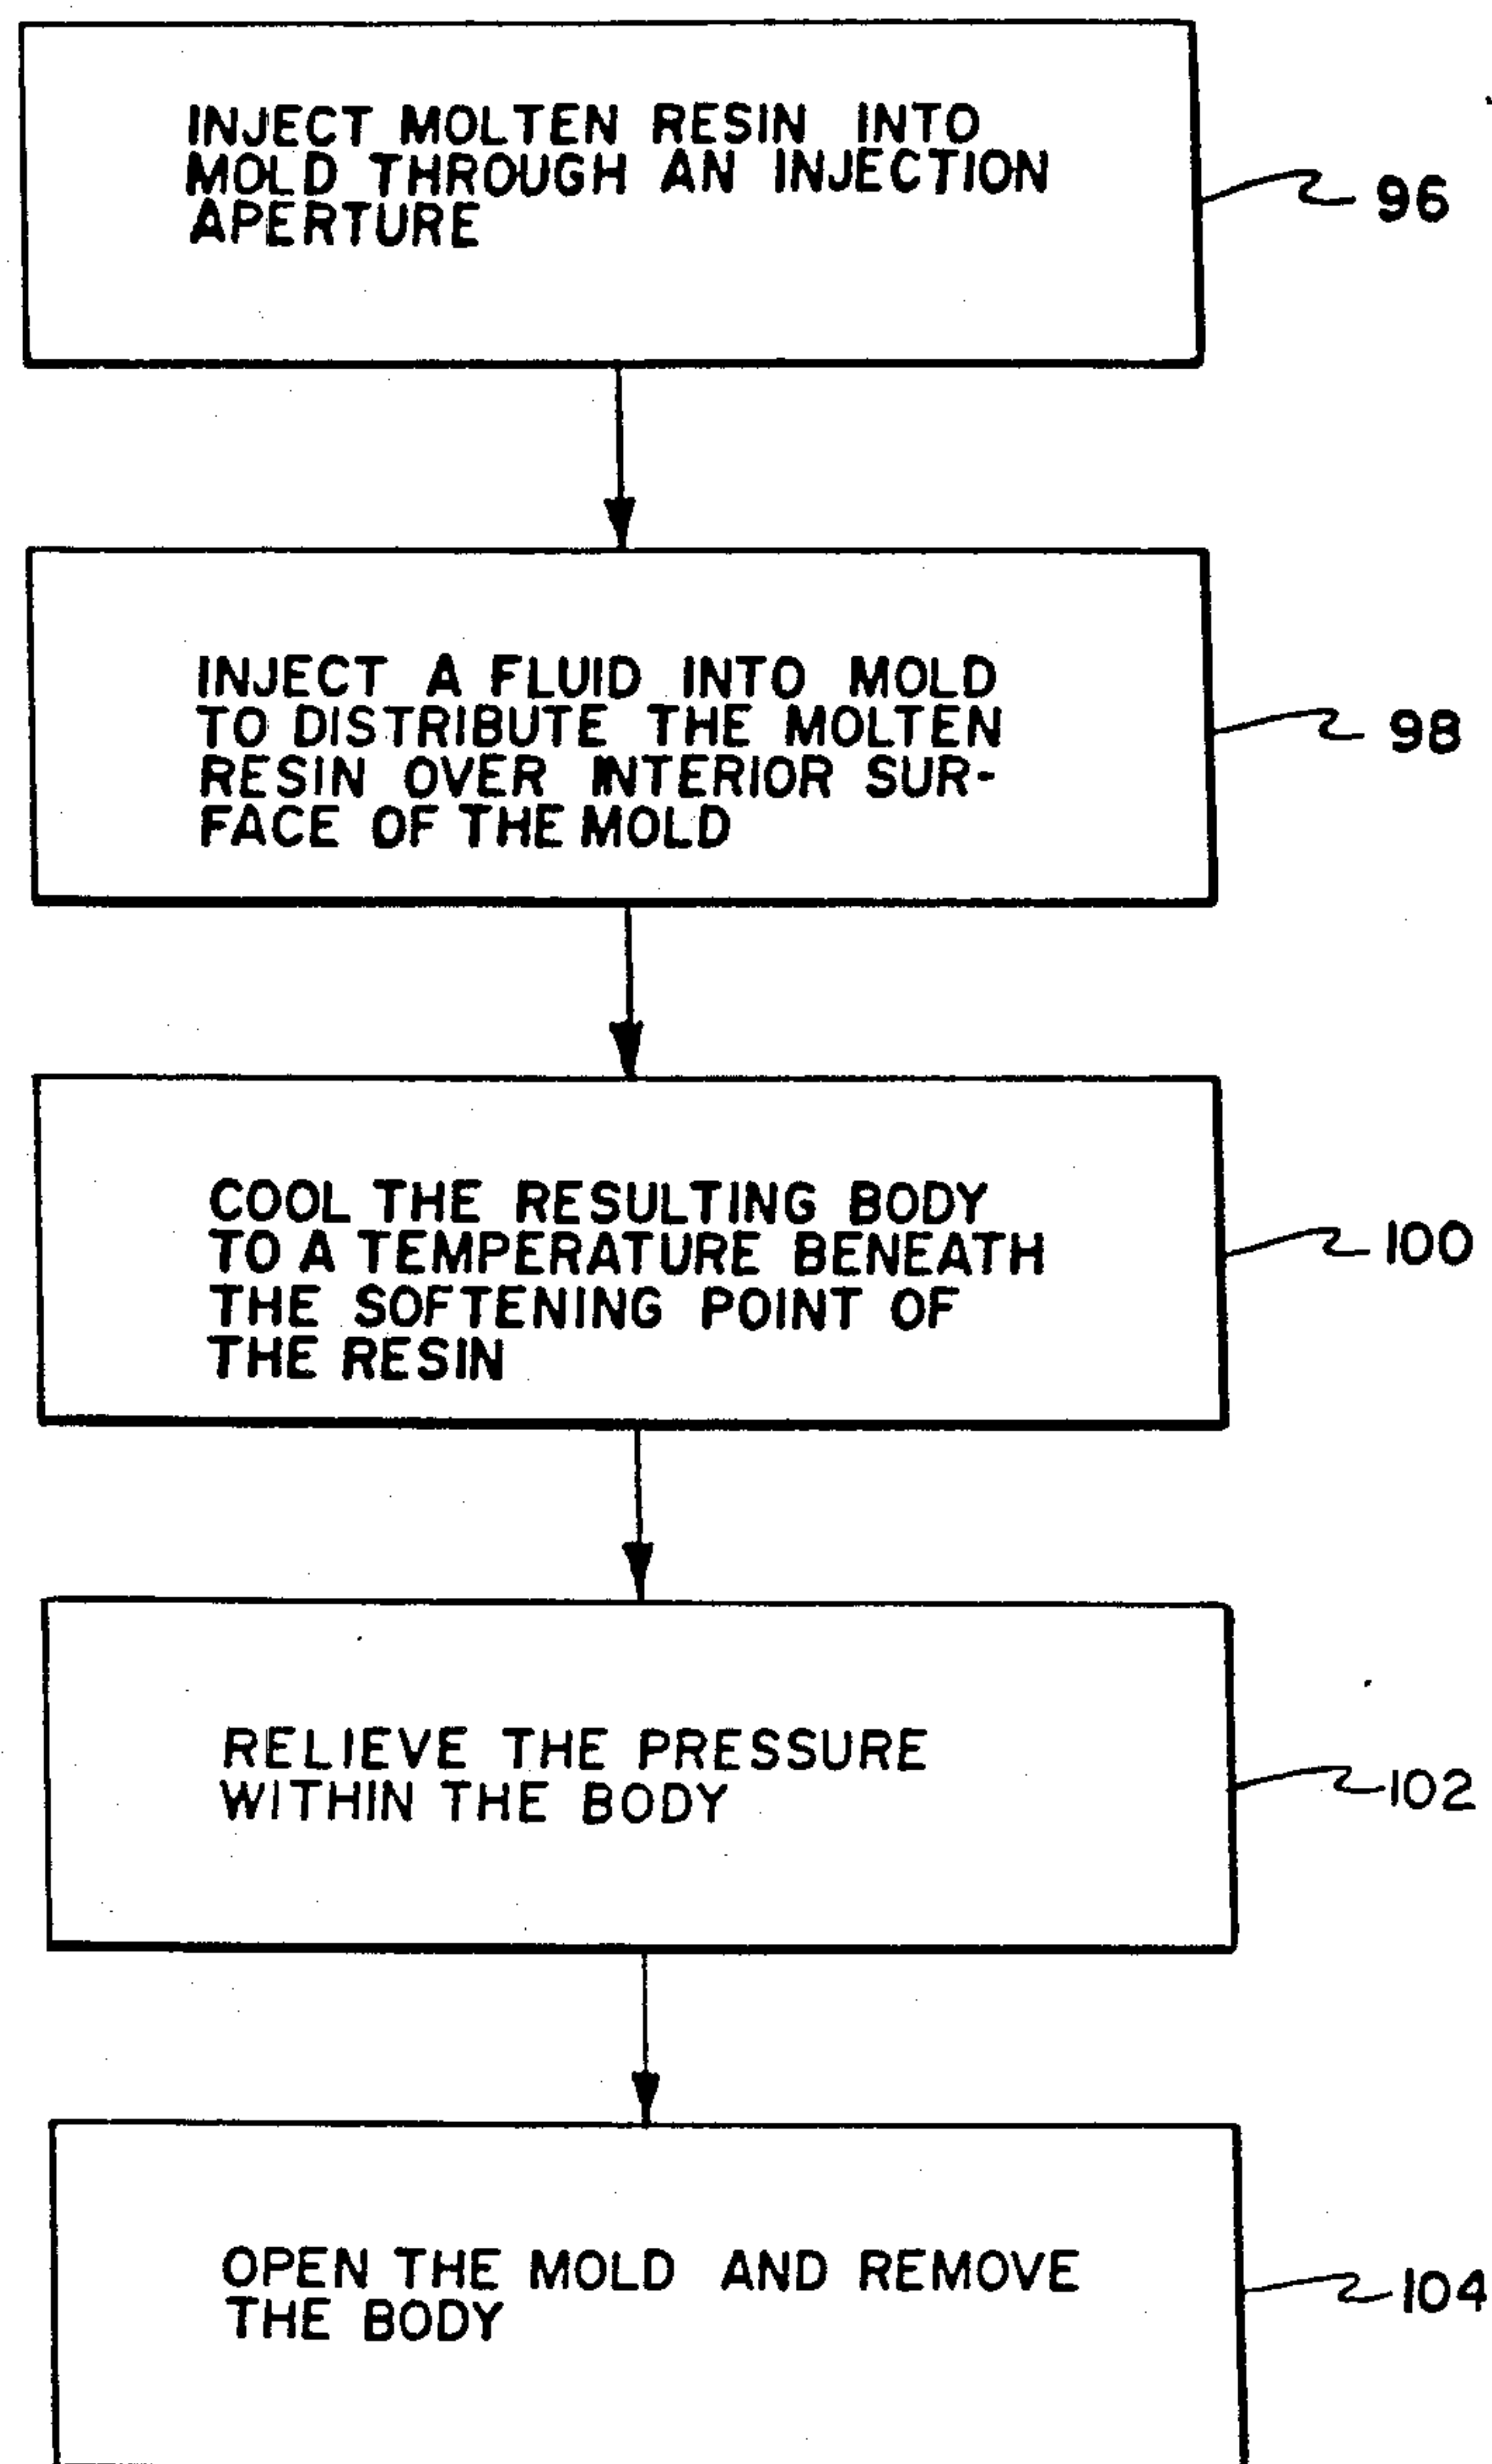 INJECT MOLTEN RESIN INTO
MOLD THROUGH AN INJECTION
APERTURE
96
INJECT A FLUID INTO MOLD
TO DISTRIBUTE THE MOLTEN
RESIN OVER INTERIOR SUR-
FACE OF THE MOLD
98
COOL THE RESULTING BODY
TO A TEMPERATURE BENEATH
THE SOFTENING POINT OF
THE RESIN
100
RELIEVE THE PRESSURE
WITHIN THE BODY
102
OPEN THE MOLD AND REMOVE
THE BODY
104